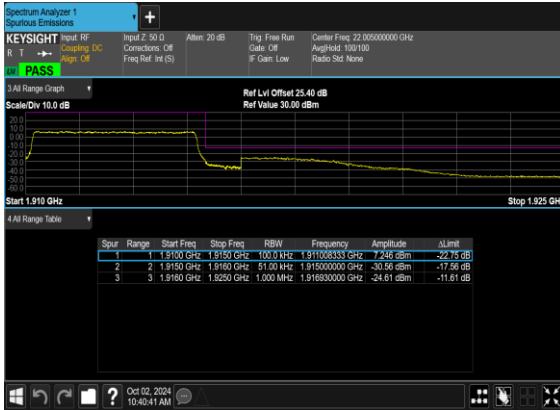 Spectrum Analyzer 1
Spurious Emissions
+
KEYSIGHT Input: RF Input Z: 50 Ω Atten: 20 dB Trig: Free Run Center Freq: 22.005000000 GHz
R T Coupling: DC Corrections: Off Gate: Off Avg|Hold: 100/100
Align: Off Freq Ref: Int (S) IF Gain: Low Radio Std: None
PASS
3 All Range Graph
Ref Lvl Offset 25.40 dB
Scale/Div 10.0 dB Ref Value 30.00 dBm
20.0
10.0
0.00
-10.0
-20.0
-30.0
-40.0
-50.0
-60.0
Start 1.910 GHz Stop 1.925 GH
4 All Range Table
Spur Range Start Freq Stop Freq RBW Frequency Amplitude ΔLimit
1 1 1.9100 GHz 1.9150 GHz 100.0 kHz 1.911008333 GHz 7.246 dBm -22.75 dB
2 2 1.9150 GHz 1.9160 GHz 51.00 kHz 1.915000000 GHz -30.56 dBm -17.56 dB
3 3 1.9160 GHz 1.9250 GHz 1.000 MHz 1.916930000 GHz -24.61 dBm -11.61 dB
? Oct 02, 2024
10:40:41 AM